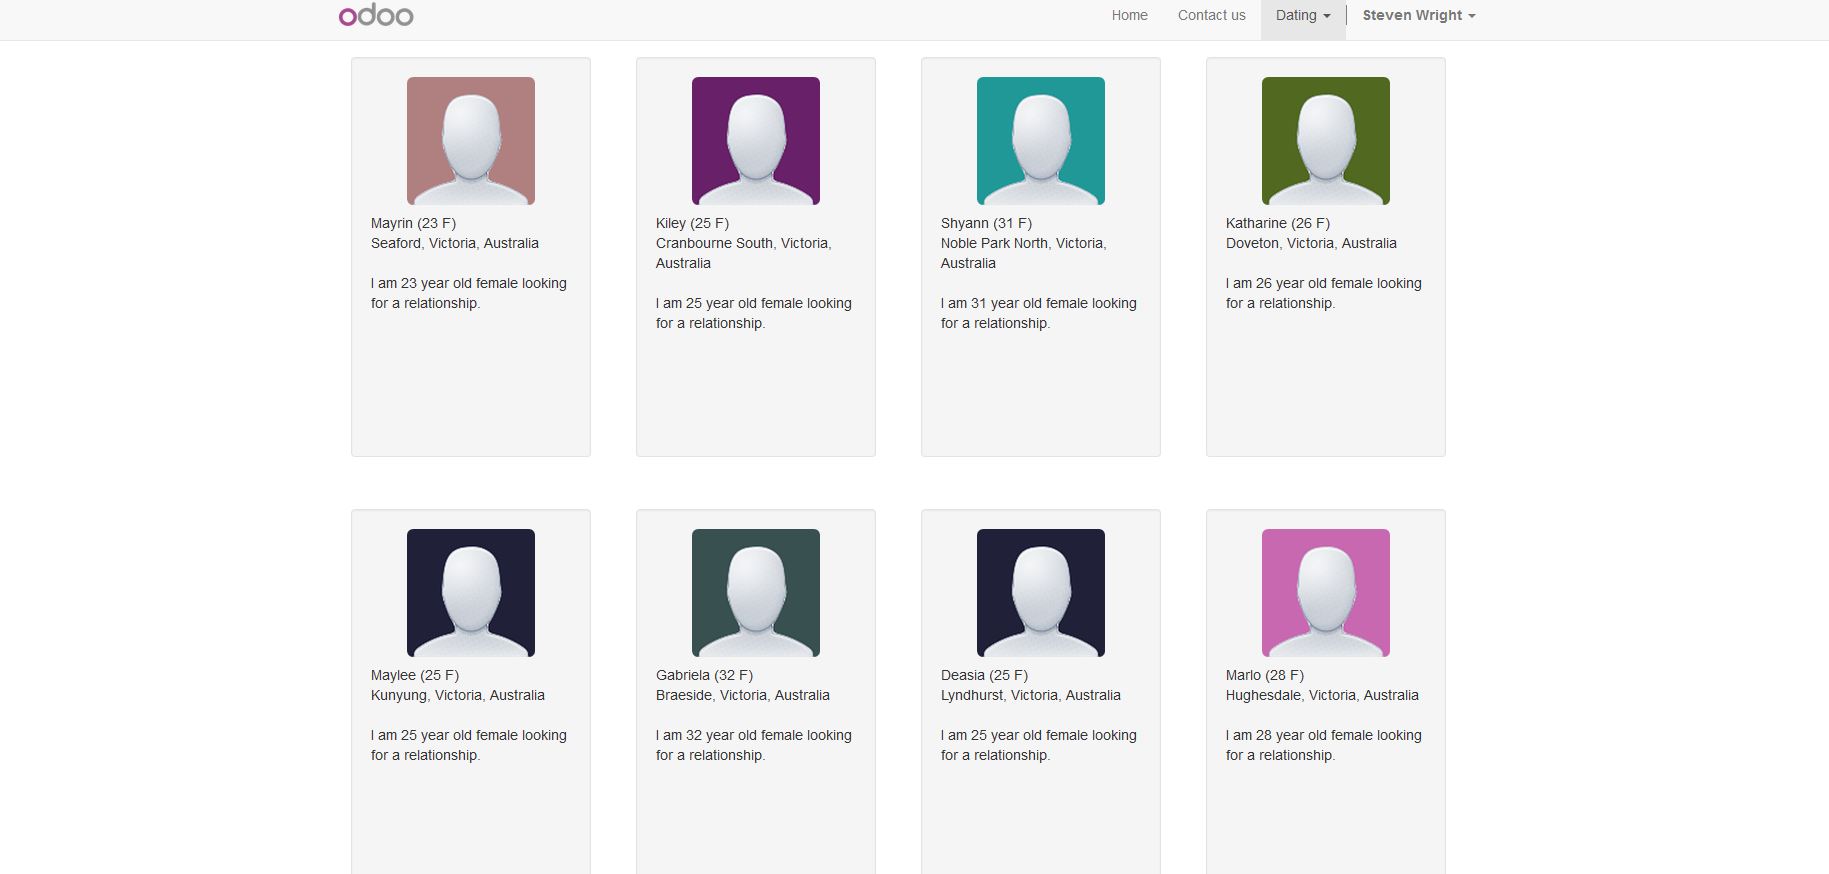 odoo
Home
Contact us
Dating
Steven Wright
Mayrin (23 F)
Seaford, Victoria, Australia
I am 23 year old female looking
for a relationship.
Kiley (25 F)
Cranbourne South, Victoria,
Australia
I am 25 year old female looking
for a relationship.
Shyann (31 F)
Noble Park North, Victoria,
Australia
I am 31 year old female looking
for a relationship.
Katharine (26 F)
Doveton, Victoria, Australia
I am 26 year old female looking
for a relationship.
Maylee (25 F)
Kunyung, Victoria, Australia
I am 25 year old female looking
for a relationship.
Gabriela (32 F)
Braeside, Victoria, Australia
I am 32 year old female looking
for a relationship.
Deasia (25 F)
Lyndhurst, Victoria, Australia
I am 25 year old female looking
for a relationship.
Marlo (28 F)
Hughesdale, Victoria, Australia
I am 28 year old female looking
for a relationship.